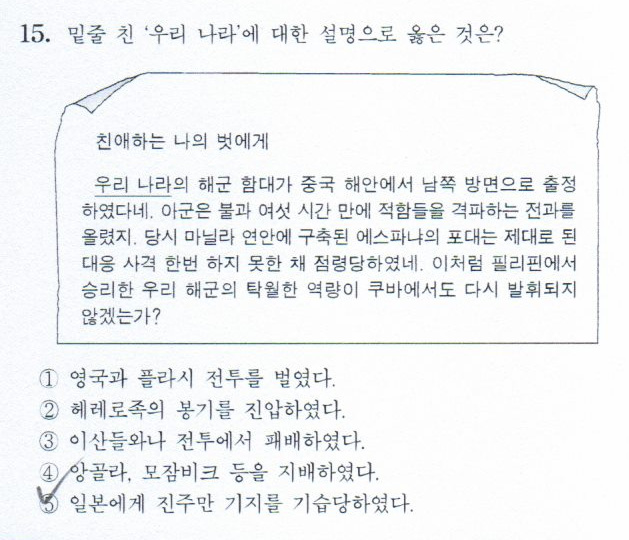 15. 밑줄 친 ‘우리 나라’에 대한 설명으로 옳은 것은?
친애하는 나의 벗에게
우리 나라의 해군 함대가 중국 해안에서 남쪽 방면으로 출정
하였다네. 아군은 불과 여섯 시간 만에 적함들을 격파하는 전과를
올렸지. 당시 마닐라 연안에 구축된 에스파냐의 포대는 제대로 된
대응 사격 한번 하지 못한 채 점령당하였네. 이처럼 필리핀에서
승리한 우리 해군의 탁월한 역량이 쿠바에서도 다시 발휘되지
않겠는가?
① 영국과 플라시 전투를 벌였다.
② 헤레로족의 봉기를 진압하였다.
③ 이산들와나 전투에서 패배하였다.
④ 앙골라, 모잠비크 등을 지배하였다.
⑤ 일본에게 진주만 기지를 기습당하였다.